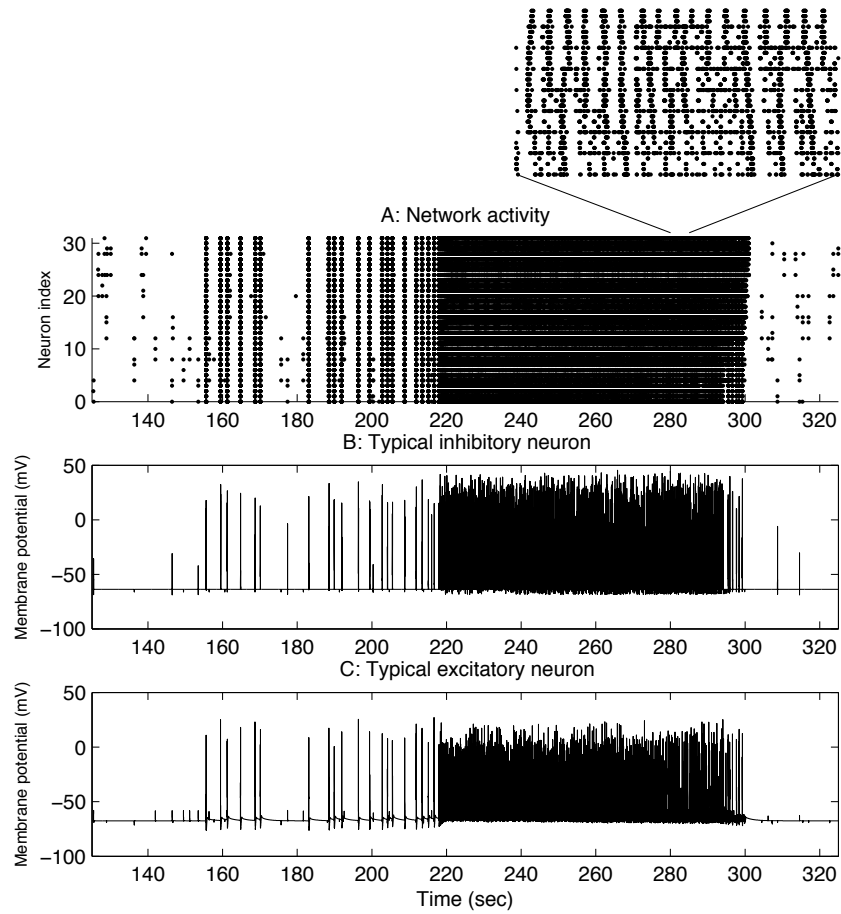 A: Network activity
Neuron index
30
20
10
0
140 160 180 200 220 240 260 280 300 320
B: Typical inhibitory neuron
Membrane potential (mV)
50
0
−50
−100
140 160 180 200 220 240 260 280 300 320
C: Typical excitatory neuron
Membrane potential (mV)
50
0
−50
−100
140 160 180 200 220 240 260 280 300 320
Time (sec)